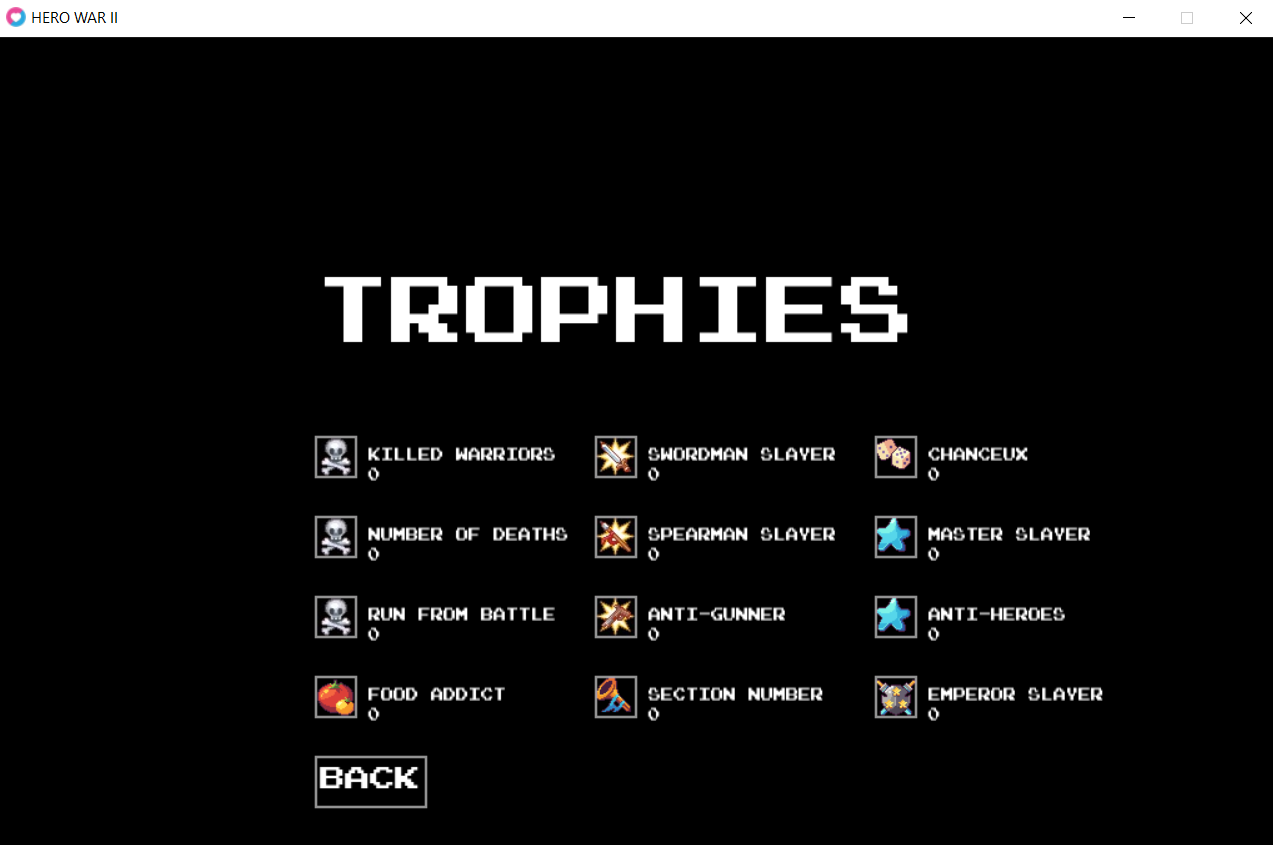 HERO WAR II
TROPHIES
KILLED WARRIORS
0
SWORDMAN SLAYER
0
CHANCEUX
0
NUMBER OF DEATHS
0
SPEARMAN SLAYER
0
MASTER SLAYER
0
RUN FROM BATTLE
0
ANTI-GUNNER
0
ANTI-HEROES
0
FOOD ADDICT
0
SECTION NUMBER
0
EMPEROR SLAYER
0
BACK